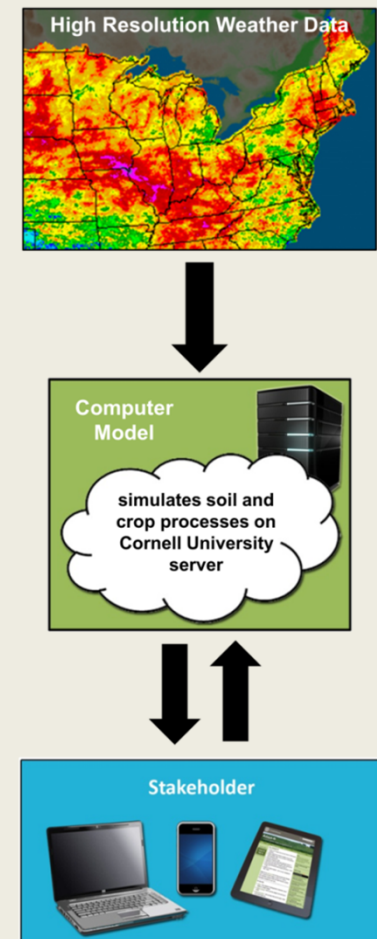 High Resolution Weather Data
Computer
Model
simulates soil and
crop processes on
Cornell University
server
Stakeholder